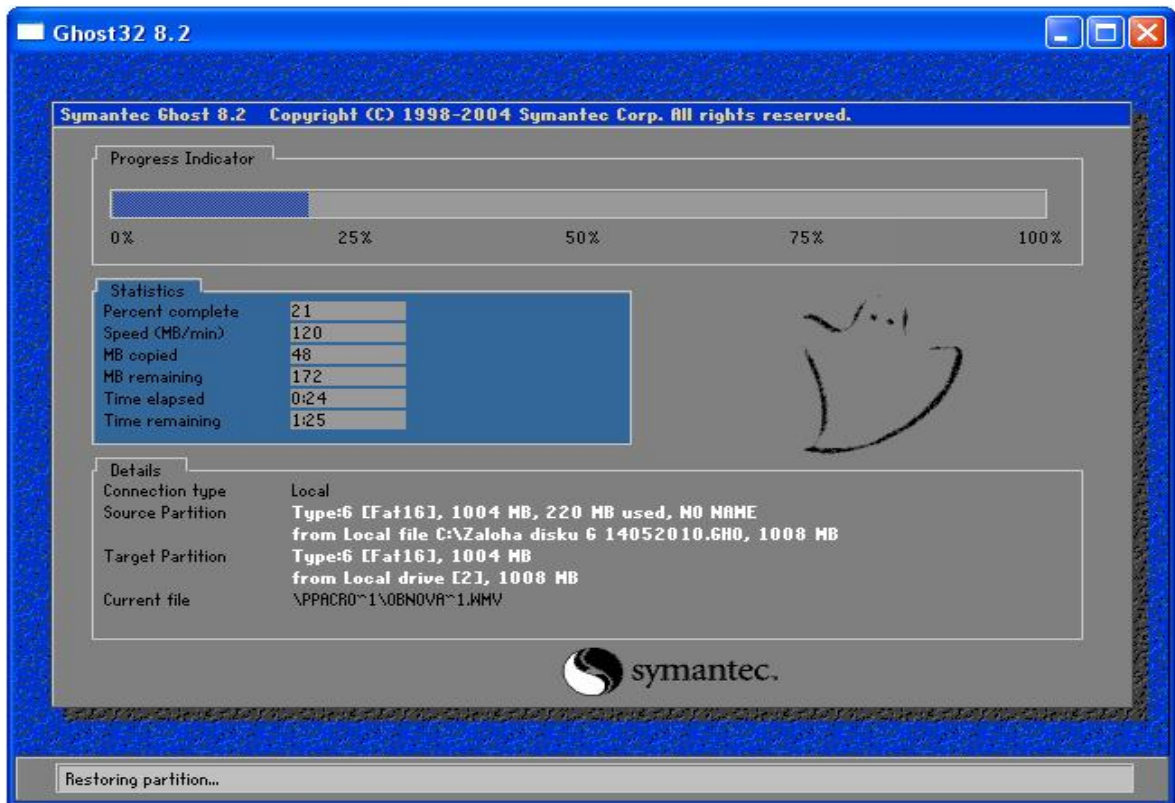 Ghost32 8.2
Symantec Ghost 8.2 Copyright (C) 1998-2004 Symantec Corp. All rights reserved.
Progress Indicator
0% 25% 50% 75% 100%
Statistics
Percent complete 21
Speed (MB/min) 120
MB copied 48
MB remaining 172
Time elapsed 0:24
Time remaining 1:25
Details
Connection type Local
Source Partition Type:6 [Fat16], 1004 MB, 220 MB used, NO NAME
from Local file C:\Zaloha disku G 14052010.GHO, 1008 MB
Target Partition Type:6 [Fat16], 1004 MB
from Local drive [2], 1008 MB
Current file \PPACRO~1\OBNOVA~1.WMV
symantec.
Restoring partition...